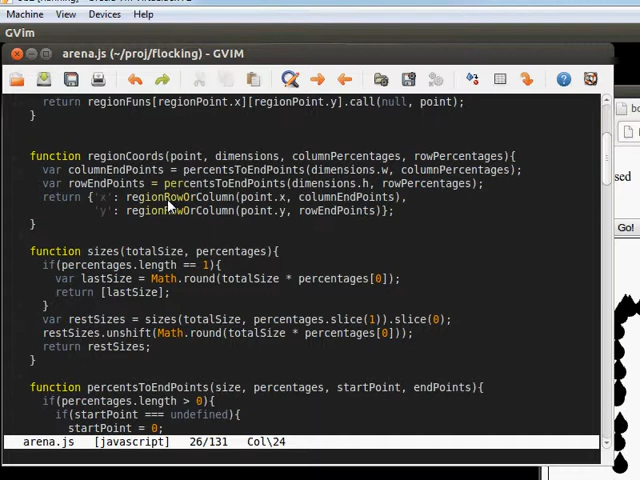 Machine View Devices Help
GVim
arena.js (~/proj/flocking) - GVIM
return regionFuns[regionPoint.x][regionPoint.y].call(null, point);
}
function regionCoords(point, dimensions, columnPercentages, rowPercentages){
var columnEndPoints = percentsToEndPoints(dimensions.w, columnPercentages);
var rowEndPoints = percentsToEndPoints(dimensions.h, rowPercentages);
return {'x': regionRowOrColumn(point.x, columnEndPoints),
'y': regionRowOrColumn(point.y, rowEndPoints)};
}
function sizes(totalSize, percentages){
if(percentages.length == 1){
var lastSize = Math.round(totalSize * percentages[0]);
return [lastSize];
}
var restSizes = sizes(totalSize, percentages.slice(1)).slice(0);
restSizes.unshift(Math.round(totalSize * percentages[0]));
return restSizes;
}
function percentsToEndPoints(size, percentages, startPoint, endPoints){
if(percentages.length > 0){
if(startPoint === undefined){
startPoint = 0;
arena.js [javascript] 26/131 Col\24
bo
scd
Go!